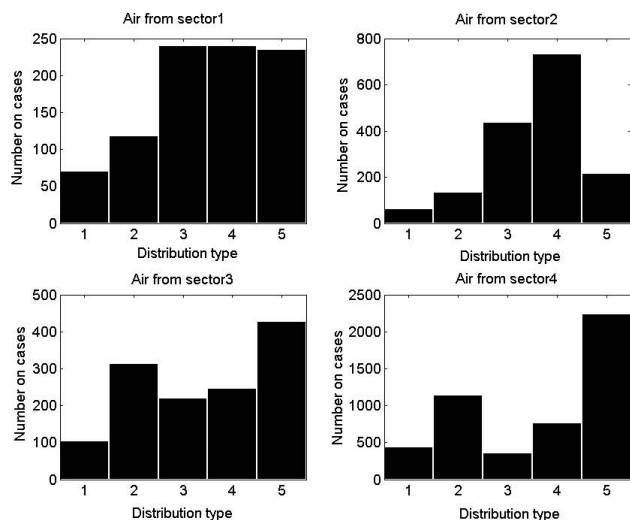 Air from sector1
250
200
150
100
50
0
Number on cases
1 2 3 4 5
Distribution type
Air from sector2
800
600
400
200
0
Number on cases
1 2 3 4 5
Distribution type
Air from sector3
500
400
300
200
100
0
Number on cases
1 2 3 4 5
Distribution type
Air from sector4
2500
2000
1500
1000
500
0
Number on cases
1 2 3 4 5
Distribution type